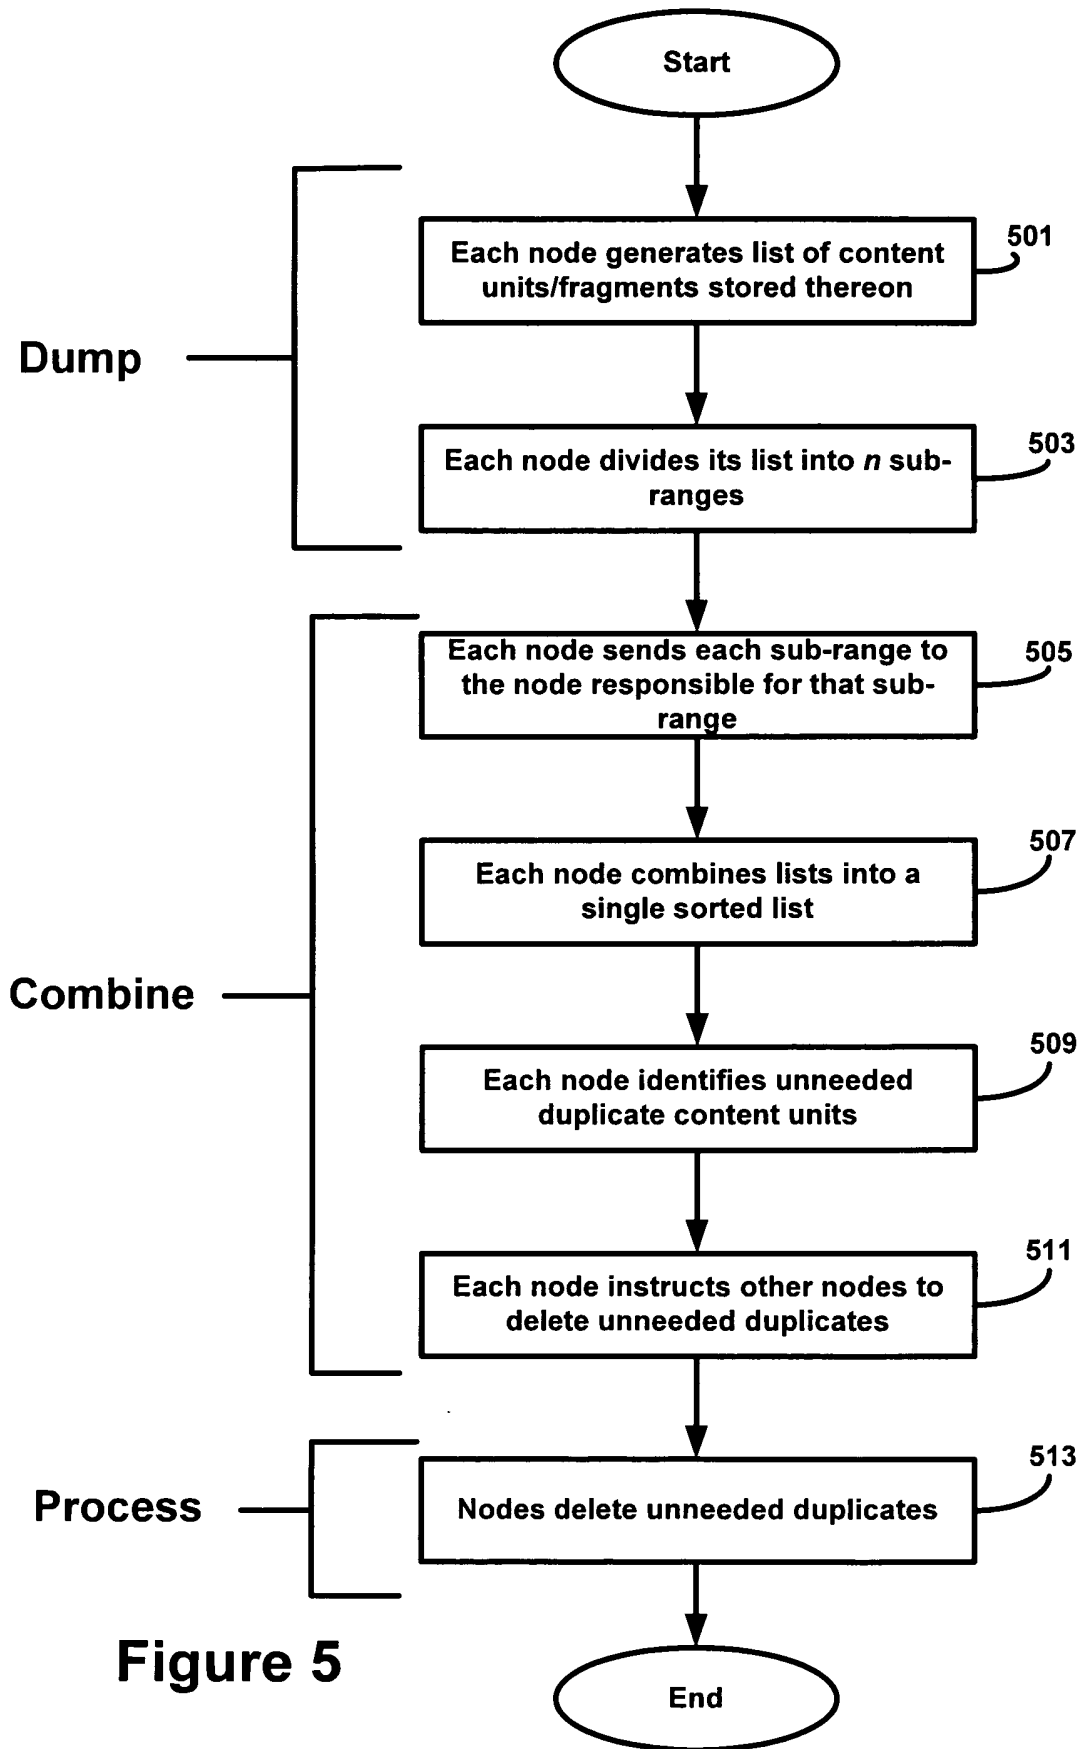 Start
Each node generates list of content
units/fragments stored thereon
501
Dump
Each node divides its list into n sub-
ranges
503
Each node sends each sub-range to
the node responsible for that sub-
range
505
Each node combines lists into a
single sorted list
507
Combine
Each node identifies unneeded
duplicate content units
509
Each node instructs other nodes to
delete unneeded duplicates
511
Process
Nodes delete unneeded duplicates
513
Figure 5
End